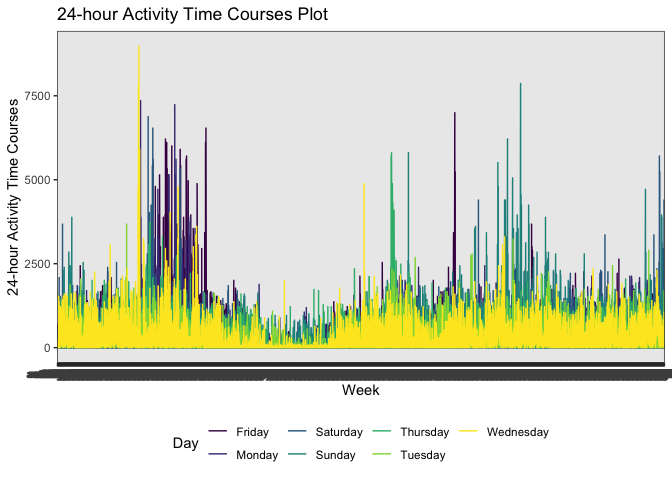 24-hour Activity Time Courses Plot
24-hour Activity Time Courses
7500
5000
2500
0
Week
Day
Friday
Saturday
Thursday
Wednesday
Monday
Sunday
Tuesday